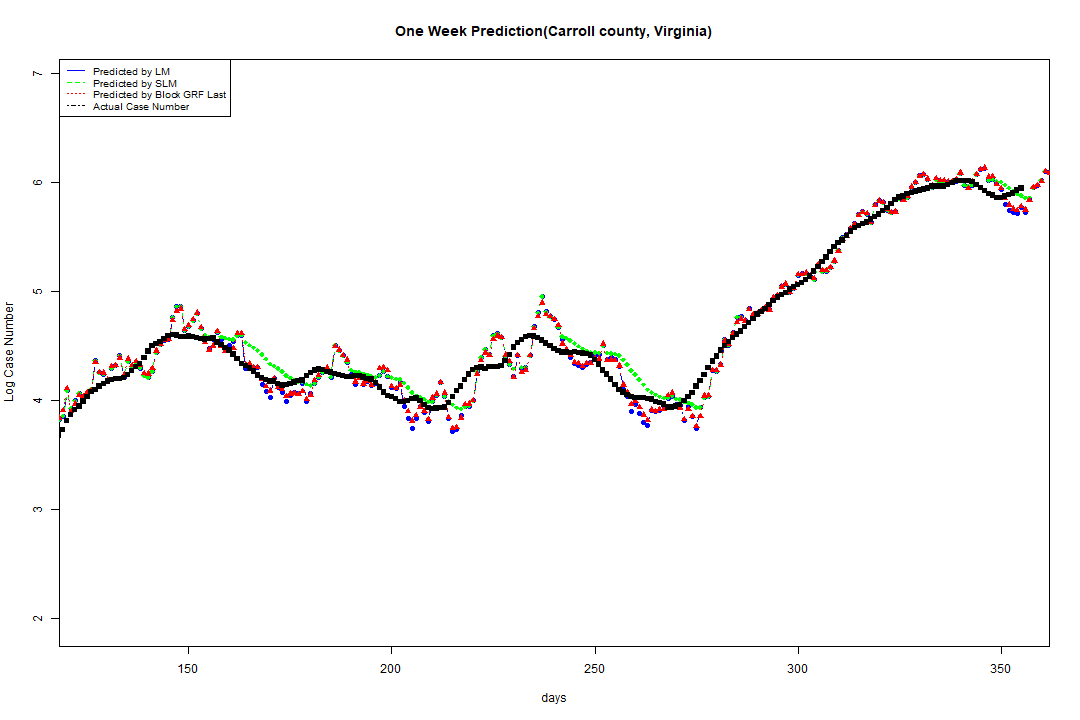 One Week Prediction(Carroll county, Virginia)
Predicted by LM
Predicted by SLM
Predicted by Block GRF Last
Actual Case Number
7
6
5
4
3
2
Log Case Number
150 200 250 300 350
days